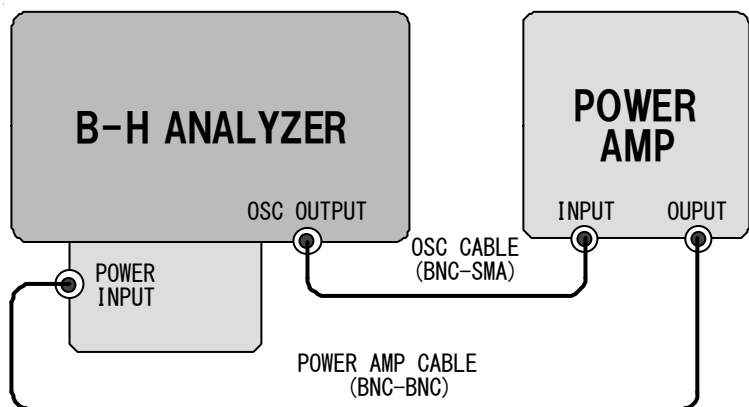 B-H ANALYZER
POWER
AMP
OSC OUTPUT
INPUT
OUPUT
OSC CABLE
(BNC-SMA)
POWER
INPUT
POWER AMP CABLE
(BNC-BNC)